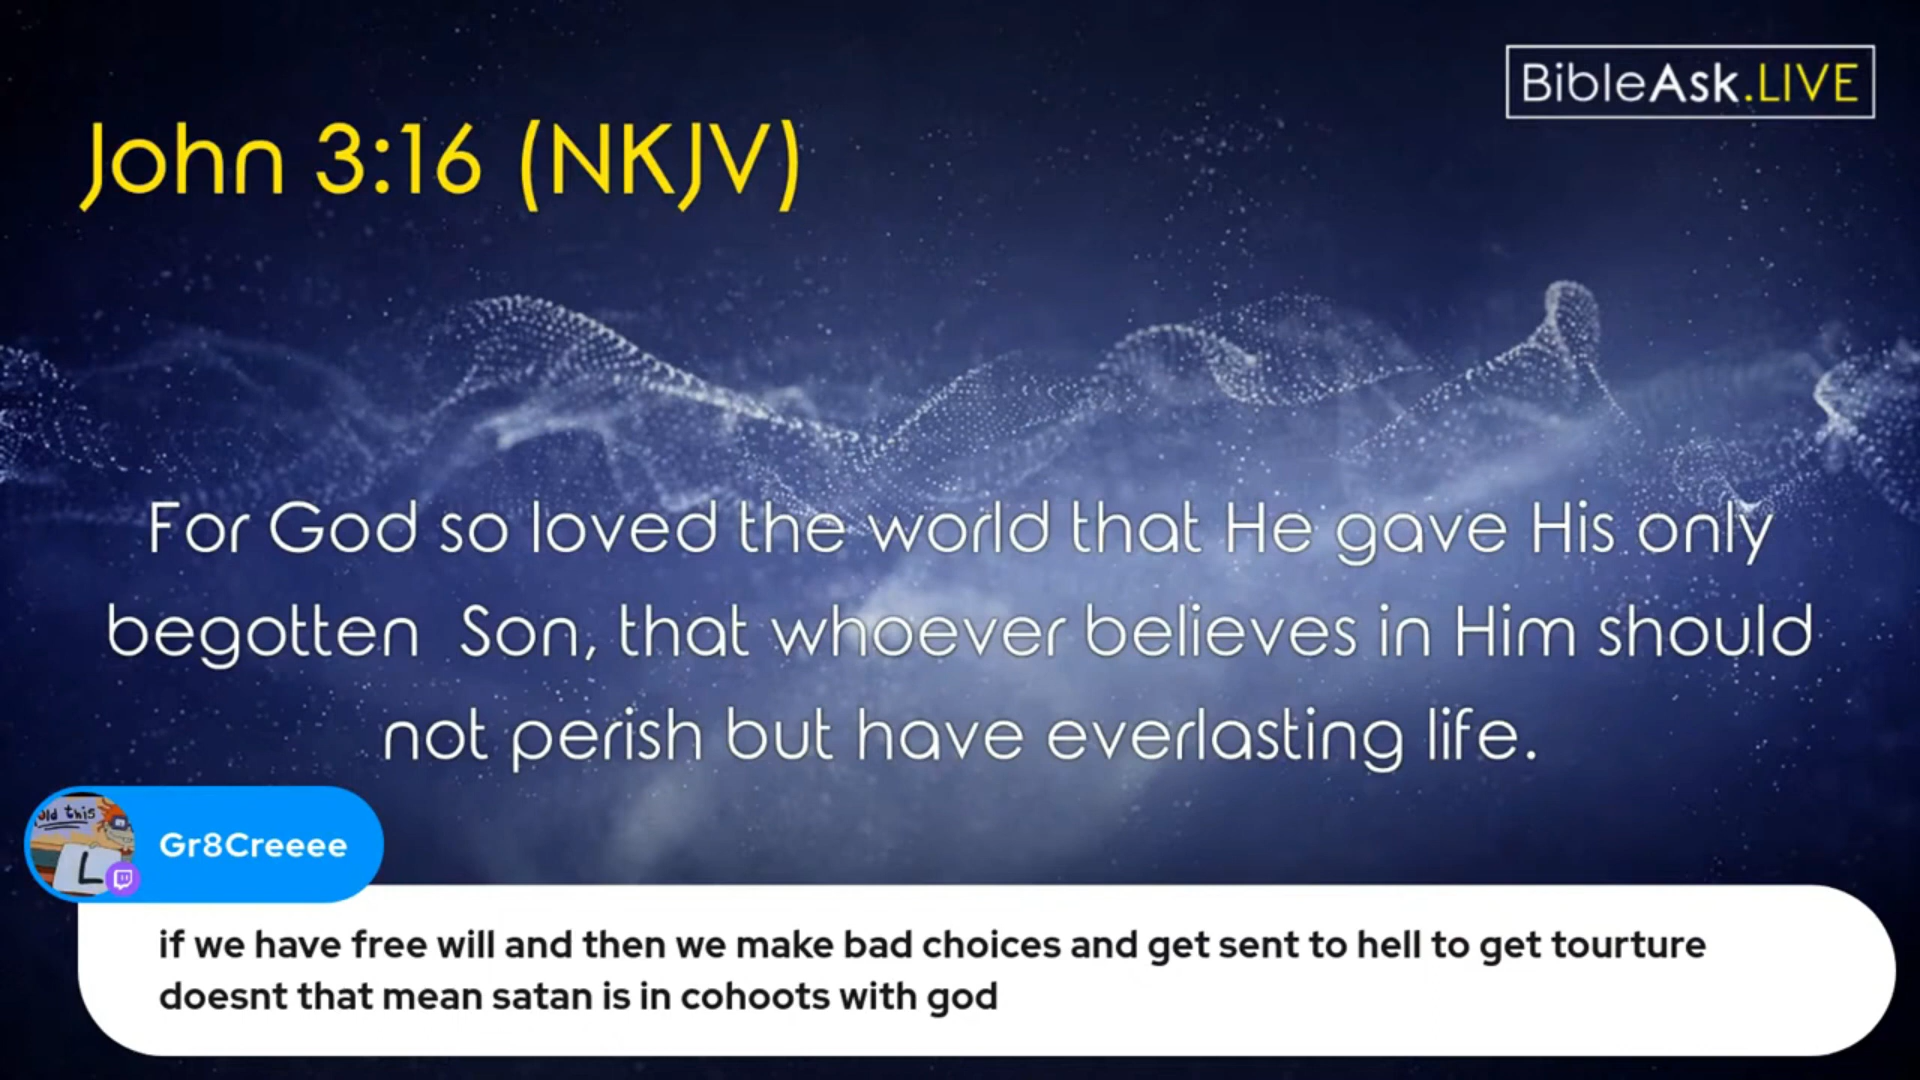 BibleAsk.LIVE
John 3:16 (NKJV)
For God so loved the world that He gave His only
begotten Son, that whoever believes in Him should
not perish but have everlasting life.
old this
L
Gr8Creeee
if we have free will and then we make bad choices and get sent to hell to get tourture
doesnt that mean satan is in cohoots with god